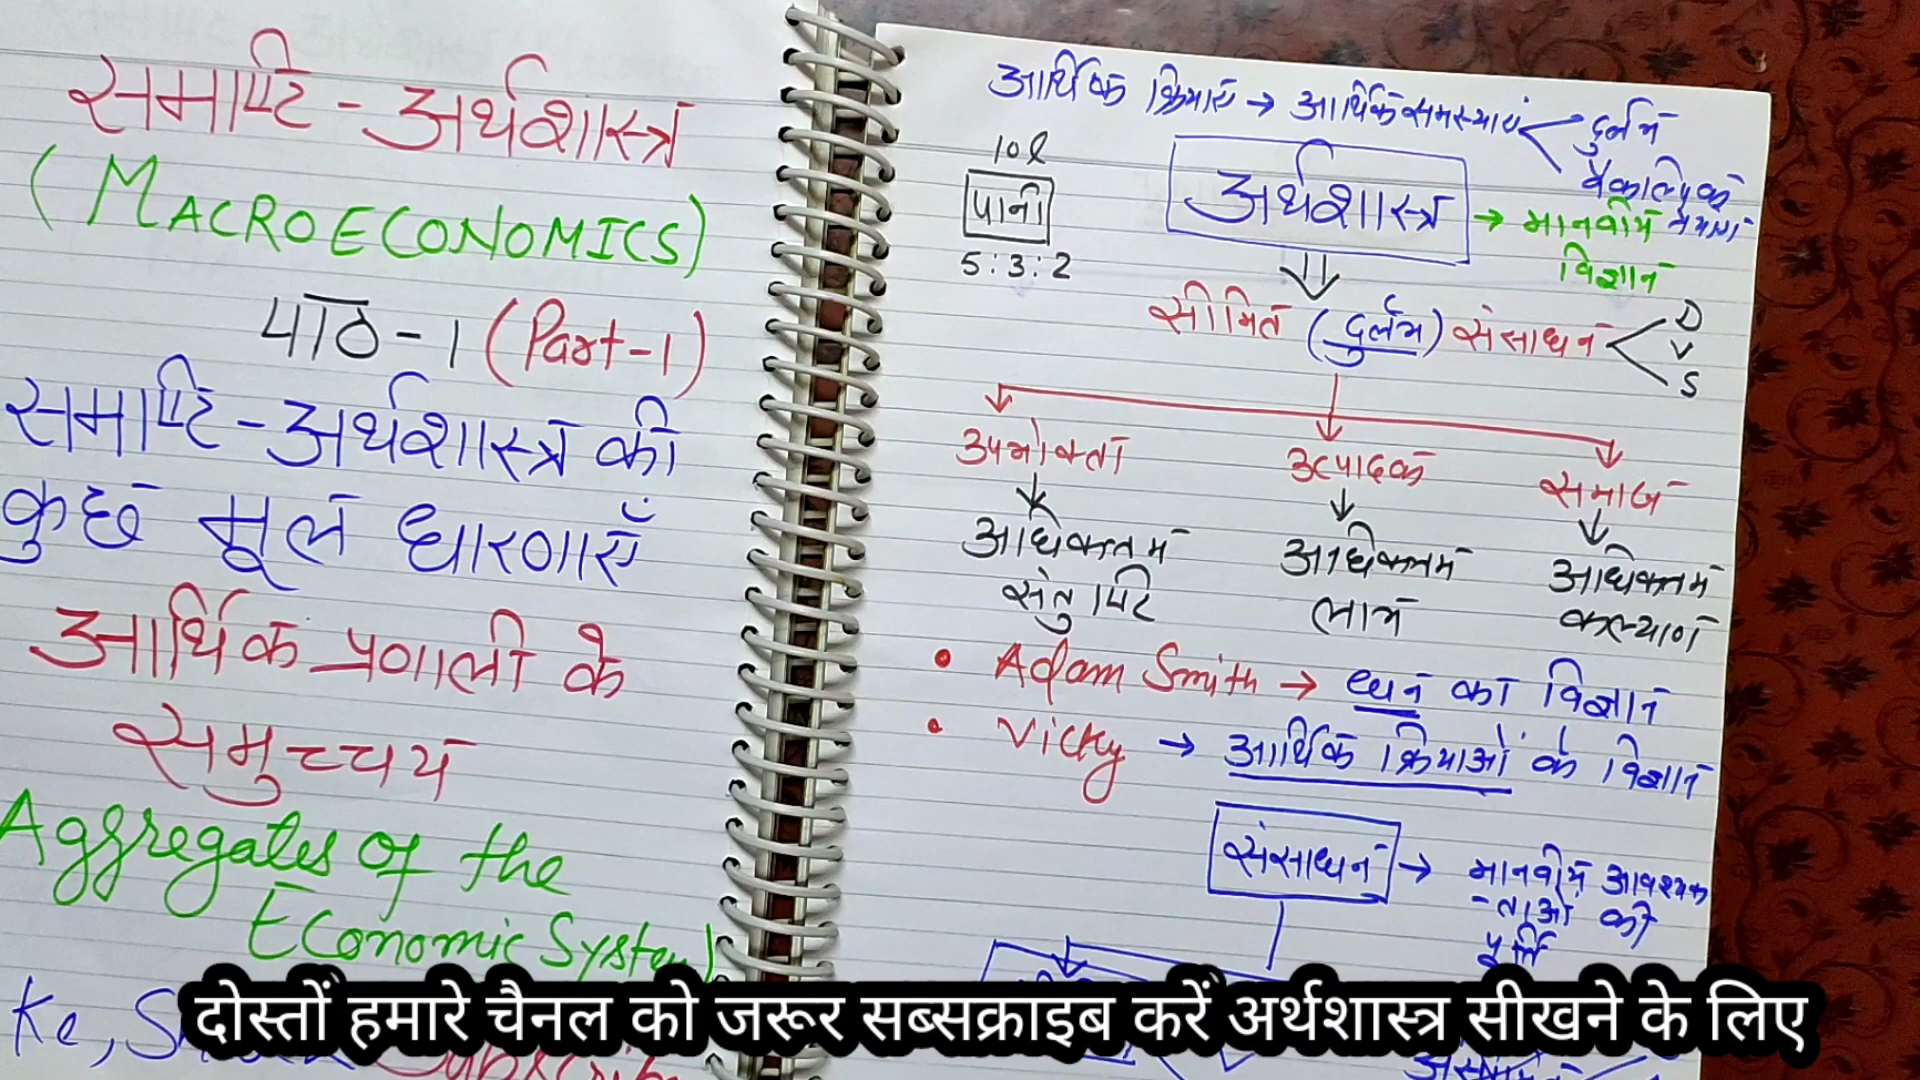 समष्टि - अर्थशास्त्र
(MACROECONOMICS)
पाठ - 1 (Part-1)
समष्टि - अर्थशास्त्र की
कुछ मूल धारणाएँ
आर्थिक प्रणाली के
समुच्चय
Aggregates of the
Economic System)
Ke,
आर्थिक क्रियाएं → आर्थिक समस्याएं
दुर्लभ
वैकल्पिक
10l
पानी
5:3:2
अर्थशास्त्र → मानवीय
विज्ञान
सीमित (दुर्लभ) संसाधन
D
V
S
उपभोक्ता उत्पादक समाज
अधिकतम अधिकतम अधिकतम
संतुष्टि लाभ कल्याण
• Adam Smith → धन का विज्ञान
• Vicky → आर्थिक क्रियाओं के विज्ञान
संसाधन → मानवीय आवश्यक
-ताओं की
पूर्ति
दोस्तों हमारे चैनल को जरूर सब्सक्राइब करें अर्थशास्त्र सीखने के लिए